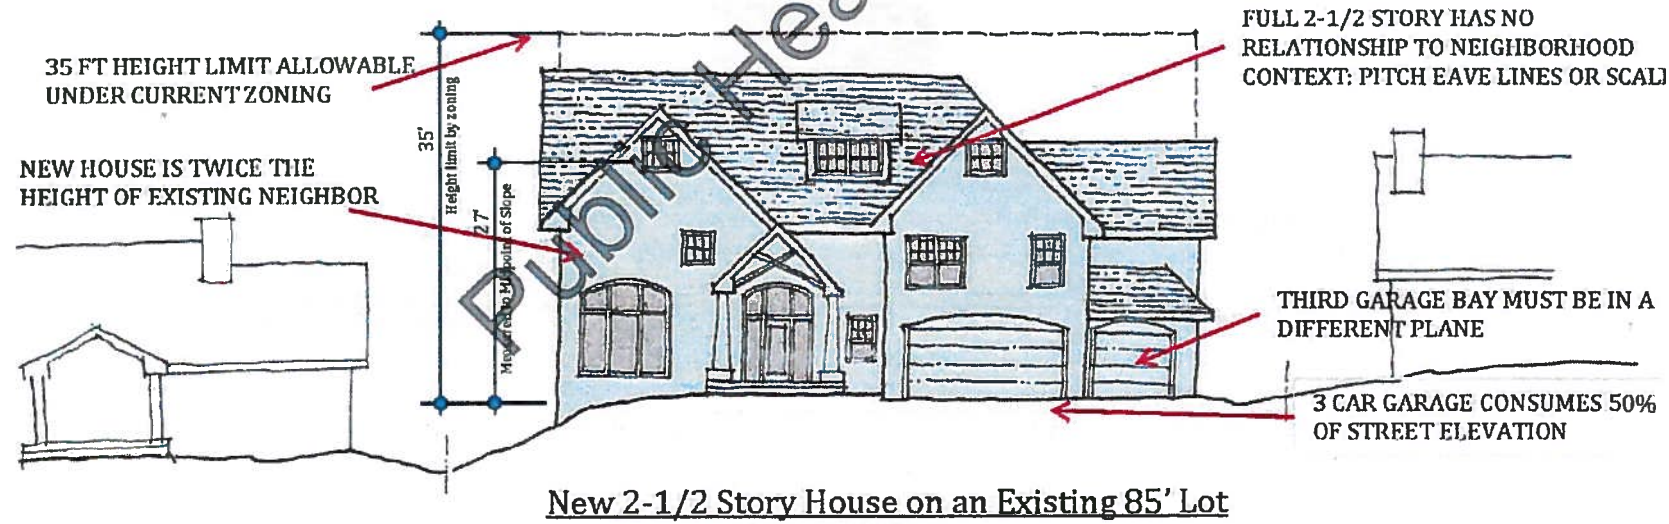 35 FT HEIGHT LIMIT ALLOWABLE
UNDER CURRENT ZONING
NEW HOUSE IS TWICE THE
HEIGHT OF EXISTING NEIGHBOR
35'
Height limit by zoning
27'
Measured to Midpoint of Slope
Public Hea
FULL 2-1/2 STORY HAS NO
RELATIONSHIP TO NEIGHBORHOOD
CONTEXT: PITCH EAVE LINES OR SCALE
THIRD GARAGE BAY MUST BE IN A
DIFFERENT PLANE
3 CAR GARAGE CONSUMES 50%
OF STREET ELEVATION
New 2-1/2 Story House on an Existing 85' Lot